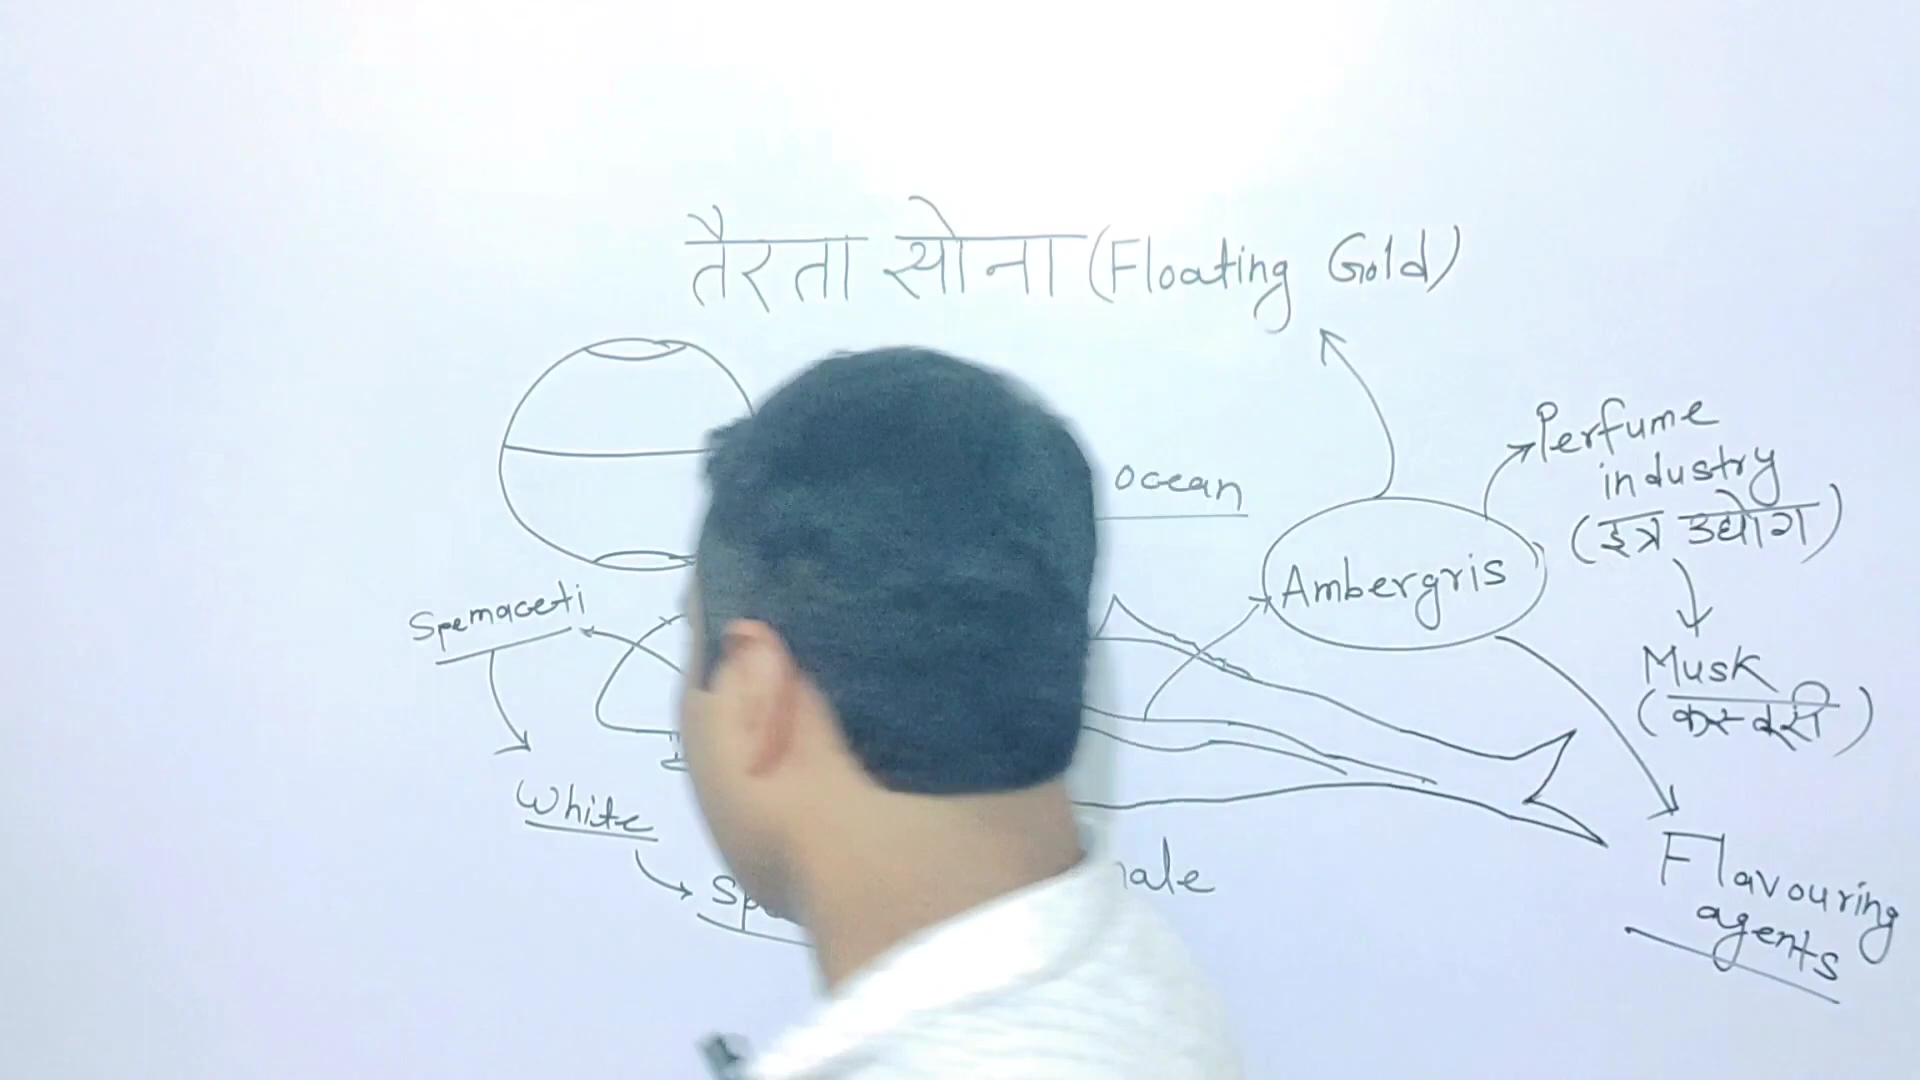 तैरता सोना (Floating Gold)
ocean
Perfume
industry
(इत्र उद्योग)
Ambergris
Spemaceti
Musk
(कस्तूरी)
White
Flavouring
agents